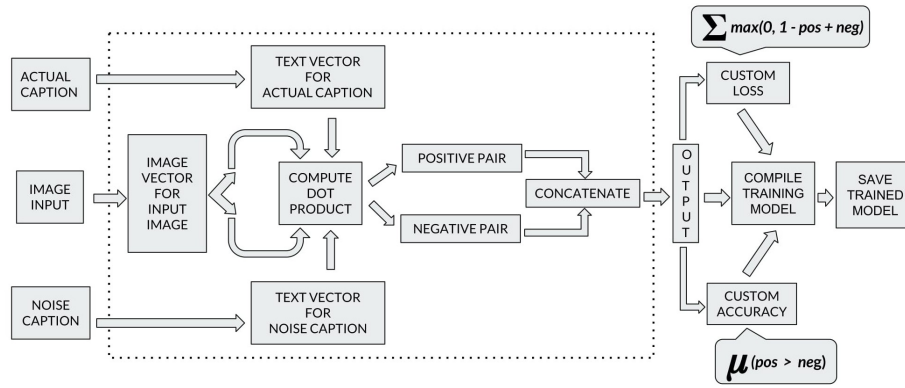 ∑ max(0, 1 - pos + neg)
ACTUAL
CAPTION
TEXT VECTOR
FOR
ACTUAL CAPTION
CUSTOM
LOSS
IMAGE
INPUT
IMAGE
VECTOR
FOR
INPUT
IMAGE
COMPUTE
DOT
PRODUCT
POSITIVE PAIR
NEGATIVE PAIR
CONCATENATE
OUTPUT
COMPILE
TRAINING
MODEL
SAVE
TRAINED
MODEL
NOISE
CAPTION
TEXT VECTOR
FOR
NOISE CAPTION
CUSTOM
ACCURACY
μ (pos > neg)